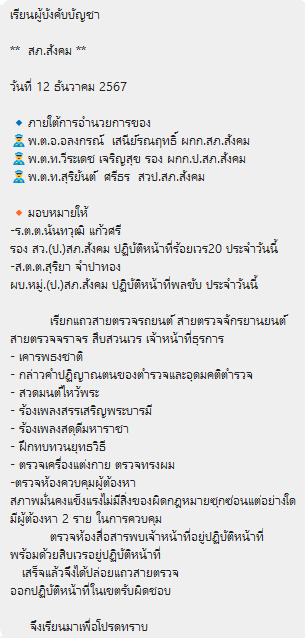 เรียนผู้บังคับบัญชา
** สภ.สังคม **
วันที่ 12 ธันวาคม 2567
🔹ภายใต้การอำนวยการของ
👮พ.ต.อ.อลงกรณ์ เสนีย์รณฤทธิ์ ผกก.สภ.สังคม
👮พ.ต.ท.วีระเดช เจริญสุข รอง ผกก.ป.สภ.สังคม
👮พ.ต.ท.สุริยันต์ ศรีธร สวป.สภ.สังคม
🔸มอบหมายให้
-ร.ต.ต.นันทวุฒิ แก้วศรี
รอง สว.(ป.)สภ.สังคม ปฏิบัติหน้าที่ร้อยเวร20 ประจำวันนี้
-ส.ต.ต.สุริยา จำปาทอง
ผบ.หมู่.(ป.)สภ.สังคม ปฏิบัติหน้าที่พลขับ ประจำวันนี้
เรียกแถวสายตรวจรถยนต์ สายตรวจจักรยานยนต์
สายตรวจจราจร สืบสวนเวร เจ้าหน้าที่ธุรการ
- เคารพธงชาติ
- กล่าวคำปฏิญาณตนของตำรวจและอุดมคติตำรวจ
- สวดมนต์ไหว้พระ
- ร้องเพลงสรรเสริญพระบารมี
- ร้องเพลงสดุดีมหาราชา
- ฝึกทบทวนยุทธวิธี
- ตรวจเครื่องแต่งกาย ตรวจทรงผม
-ตรวจห้องควบคุมผู้ต้องหา
สภาพมั่นคงแข็งแรงไม่มีสิ่งของผิดกฎหมายซุกซ่อนแต่อย่างใด
มีผู้ต้องหา 2 ราย ในการควบคุม
ตรวจห้องสื่อสารพบเจ้าหน้าที่อยู่ปฏิบัติหน้าที่
พร้อมด้วยสิบเวรอยู่ปฏิบัติหน้าที่
เสร็จแล้วจึงได้ปล่อยแถวสายตรวจ
ออกปฏิบัติหน้าที่ในเขตรับผิดชอบ
จึงเรียนมาเพื่อโปรดทราบ